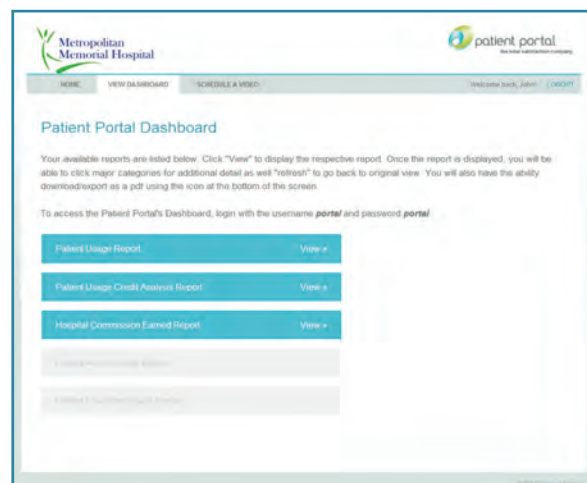 Metropolitan
Memorial Hospital
patient portal
HOME VIEW DASHBOARD SCHEDULE A VIDEO Welcome back, John! LOGOUT
Patient Portal Dashboard
Your available reports are listed below. Click "View" to display the respective report. Once the report is displayed, you will be
able to click major categories for additional detail as well "refresh" to go back to original view. You will also have the ability
download/export as a pdf using the icon at the bottom of the screen.
To access the Patient Portal's Dashboard, login with the username portal and password portal.
Patient Usage Report View »
Patient Usage Credit Analysis Report View »
Hospital Commission Earned Report View »